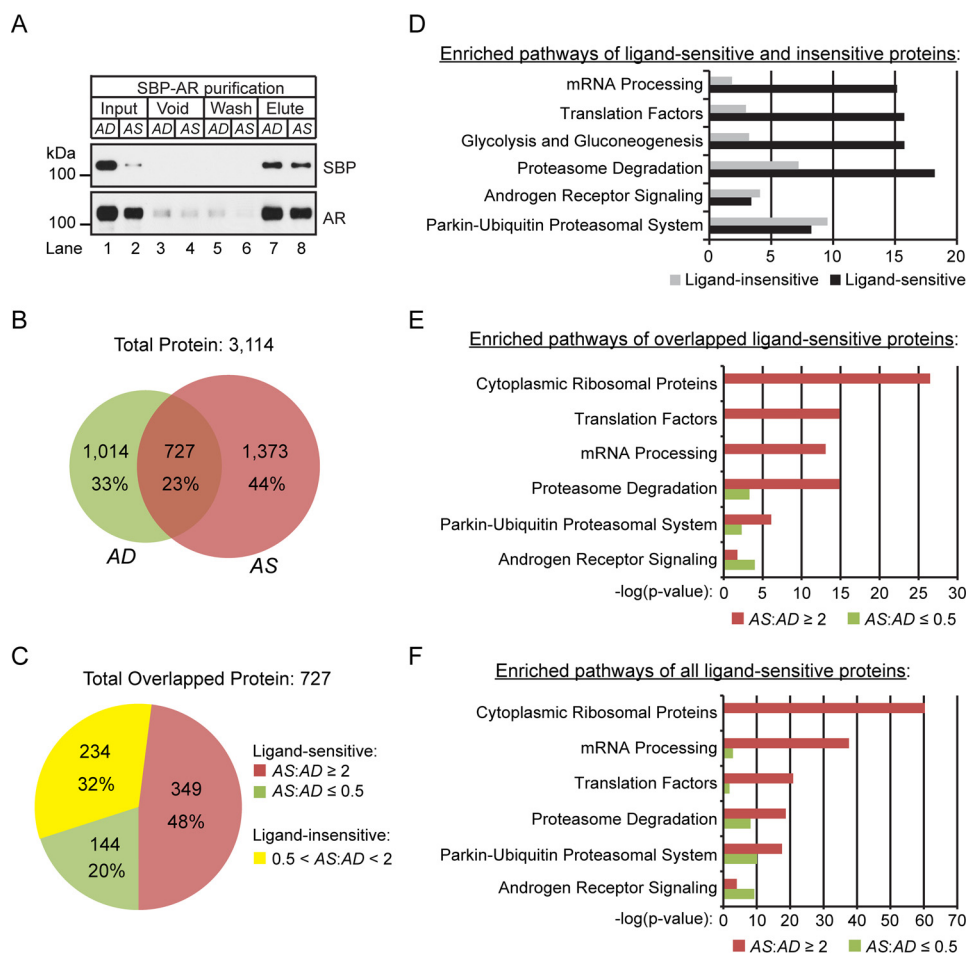 A
SBP-AR purification
Input Void Wash Elute
AD AS AD AS AD AS AD AS
kDa
100
SBP
100
AR
Lane 1 2 3 4 5 6 7 8
B
Total Protein: 3,114
1,014 727 1,373
33% 23% 44%
AD
AS
C
Total Overlapped Protein: 727
234
32%
349
48%
144
20%
Ligand-sensitive:
AS:AD ≥ 2
AS:AD ≤ 0.5
Ligand-insensitive:
0.5 < AS:AD < 2
D
Enriched pathways of ligand-sensitive and insensitive proteins:
mRNA Processing
Translation Factors
Glycolysis and Gluconeogenesis
Proteasome Degradation
Androgen Receptor Signaling
Parkin-Ubiquitin Proteasomal System
0 5 10 15 20
Ligand-insensitive Ligand-sensitive
E
Enriched pathways of overlapped ligand-sensitive proteins:
Cytoplasmic Ribosomal Proteins
Translation Factors
mRNA Processing
Proteasome Degradation
Parkin-Ubiquitin Proteasomal System
Androgen Receptor Signaling
-log(p-value): 0 5 10 15 20 25 30
AS:AD ≥ 2 AS:AD ≤ 0.5
F
Enriched pathways of all ligand-sensitive proteins:
Cytoplasmic Ribosomal Proteins
mRNA Processing
Translation Factors
Proteasome Degradation
Parkin-Ubiquitin Proteasomal System
Androgen Receptor Signaling
-log(p-value): 0 10 20 30 40 50 60 70
AS:AD ≥ 2 AS:AD ≤ 0.5